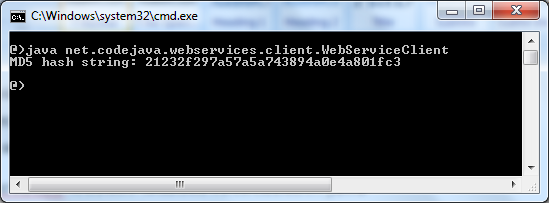 C:\Windows\system32\cmd.exe
@)java net.codejava.webservices.client.WebServiceClient
MD5 hash string: 21232f297a57a5a743894a0e4a801fc3
@)